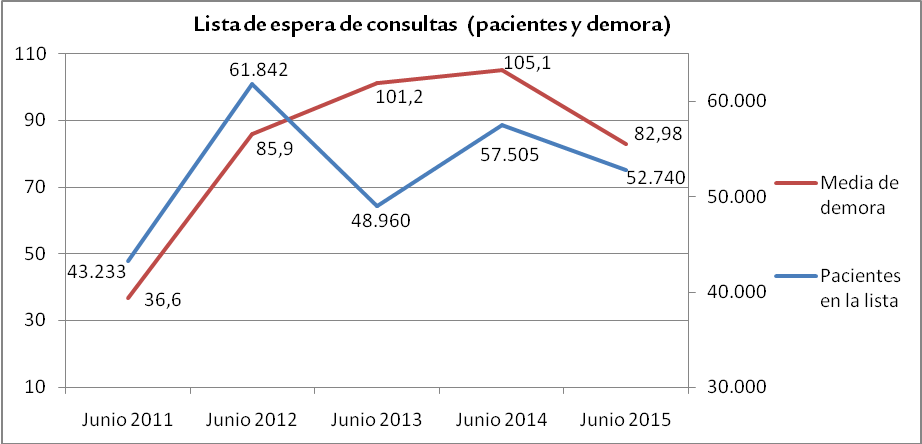 Lista de espera de consultas (pacientes y demora)
110
90
70
50
30
10
60.000
50.000
40.000
30.000
43.233
61.842
48.960
57.505
52.740
36,6
85,9
101,2
105,1
82,98
Junio 2011
Junio 2012
Junio 2013
Junio 2014
Junio 2015
Media de
demora
Pacientes
en la lista